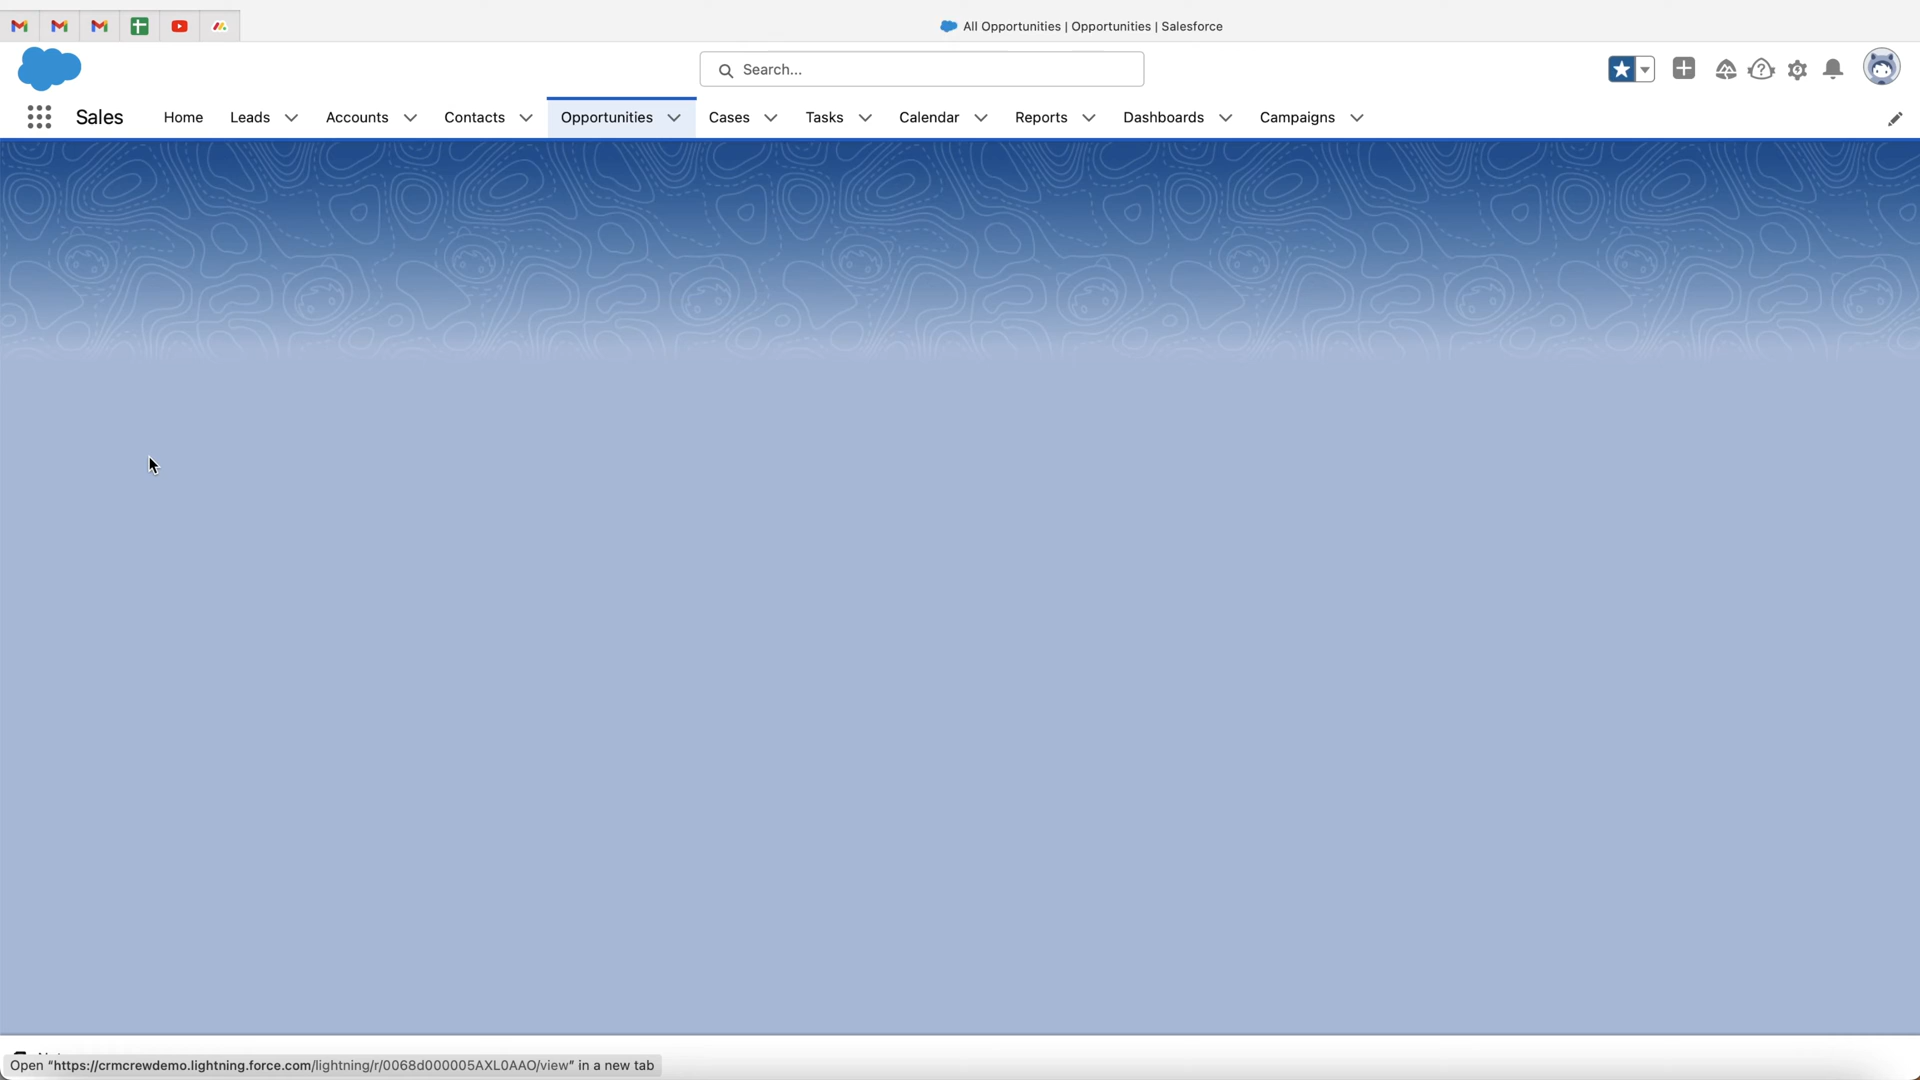 All Opportunities | Opportunities | Salesforce
Search...
Sales
Home
Leads
Accounts
Contacts
Opportunities
Cases
Tasks
Calendar
Reports
Dashboards
Campaigns
Open “https://crmcrewdemo.lightning.force.com/lightning/r/0068d000005AXL0AAO/view” in a new tab